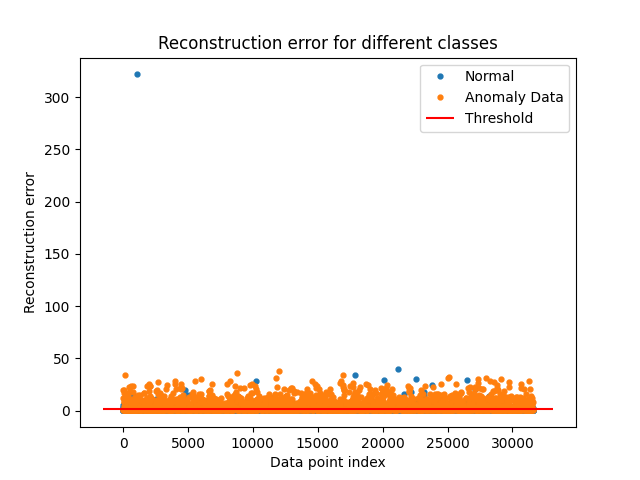 Reconstruction error for different classes
Normal
Anomaly Data
Threshold
300
250
200
150
100
50
0
Reconstruction error
0 5000 10000 15000 20000 25000 30000
Data point index